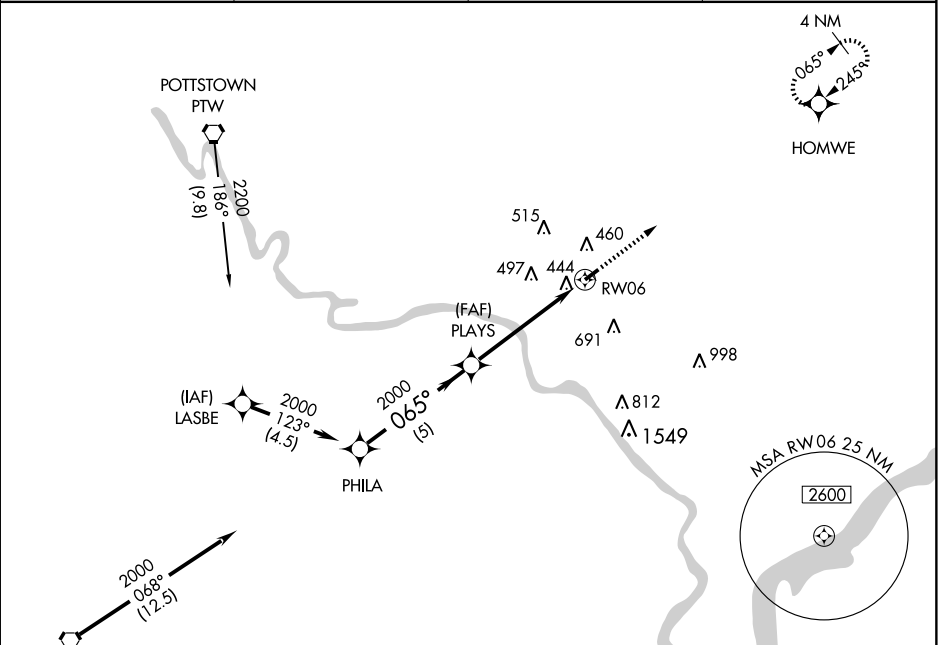 4 NM
065°
245°
HOMWE
POTTSTOWN
PTW
2200
186°
(9.8)
515
460
497
444
RW06
(FAF)
PLAYS
691
998
(IAF)
LASBE
2000
123°
(4.5)
2000
065°
(5)
812
1549
PHILA
MSA RW06 25 NM
2600
2000
068°
(12.5)